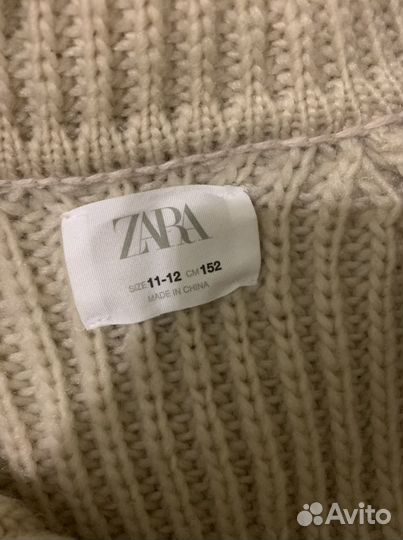 ZARA
SIZE 11-12 CM 152
MADE IN CHINA
Avito